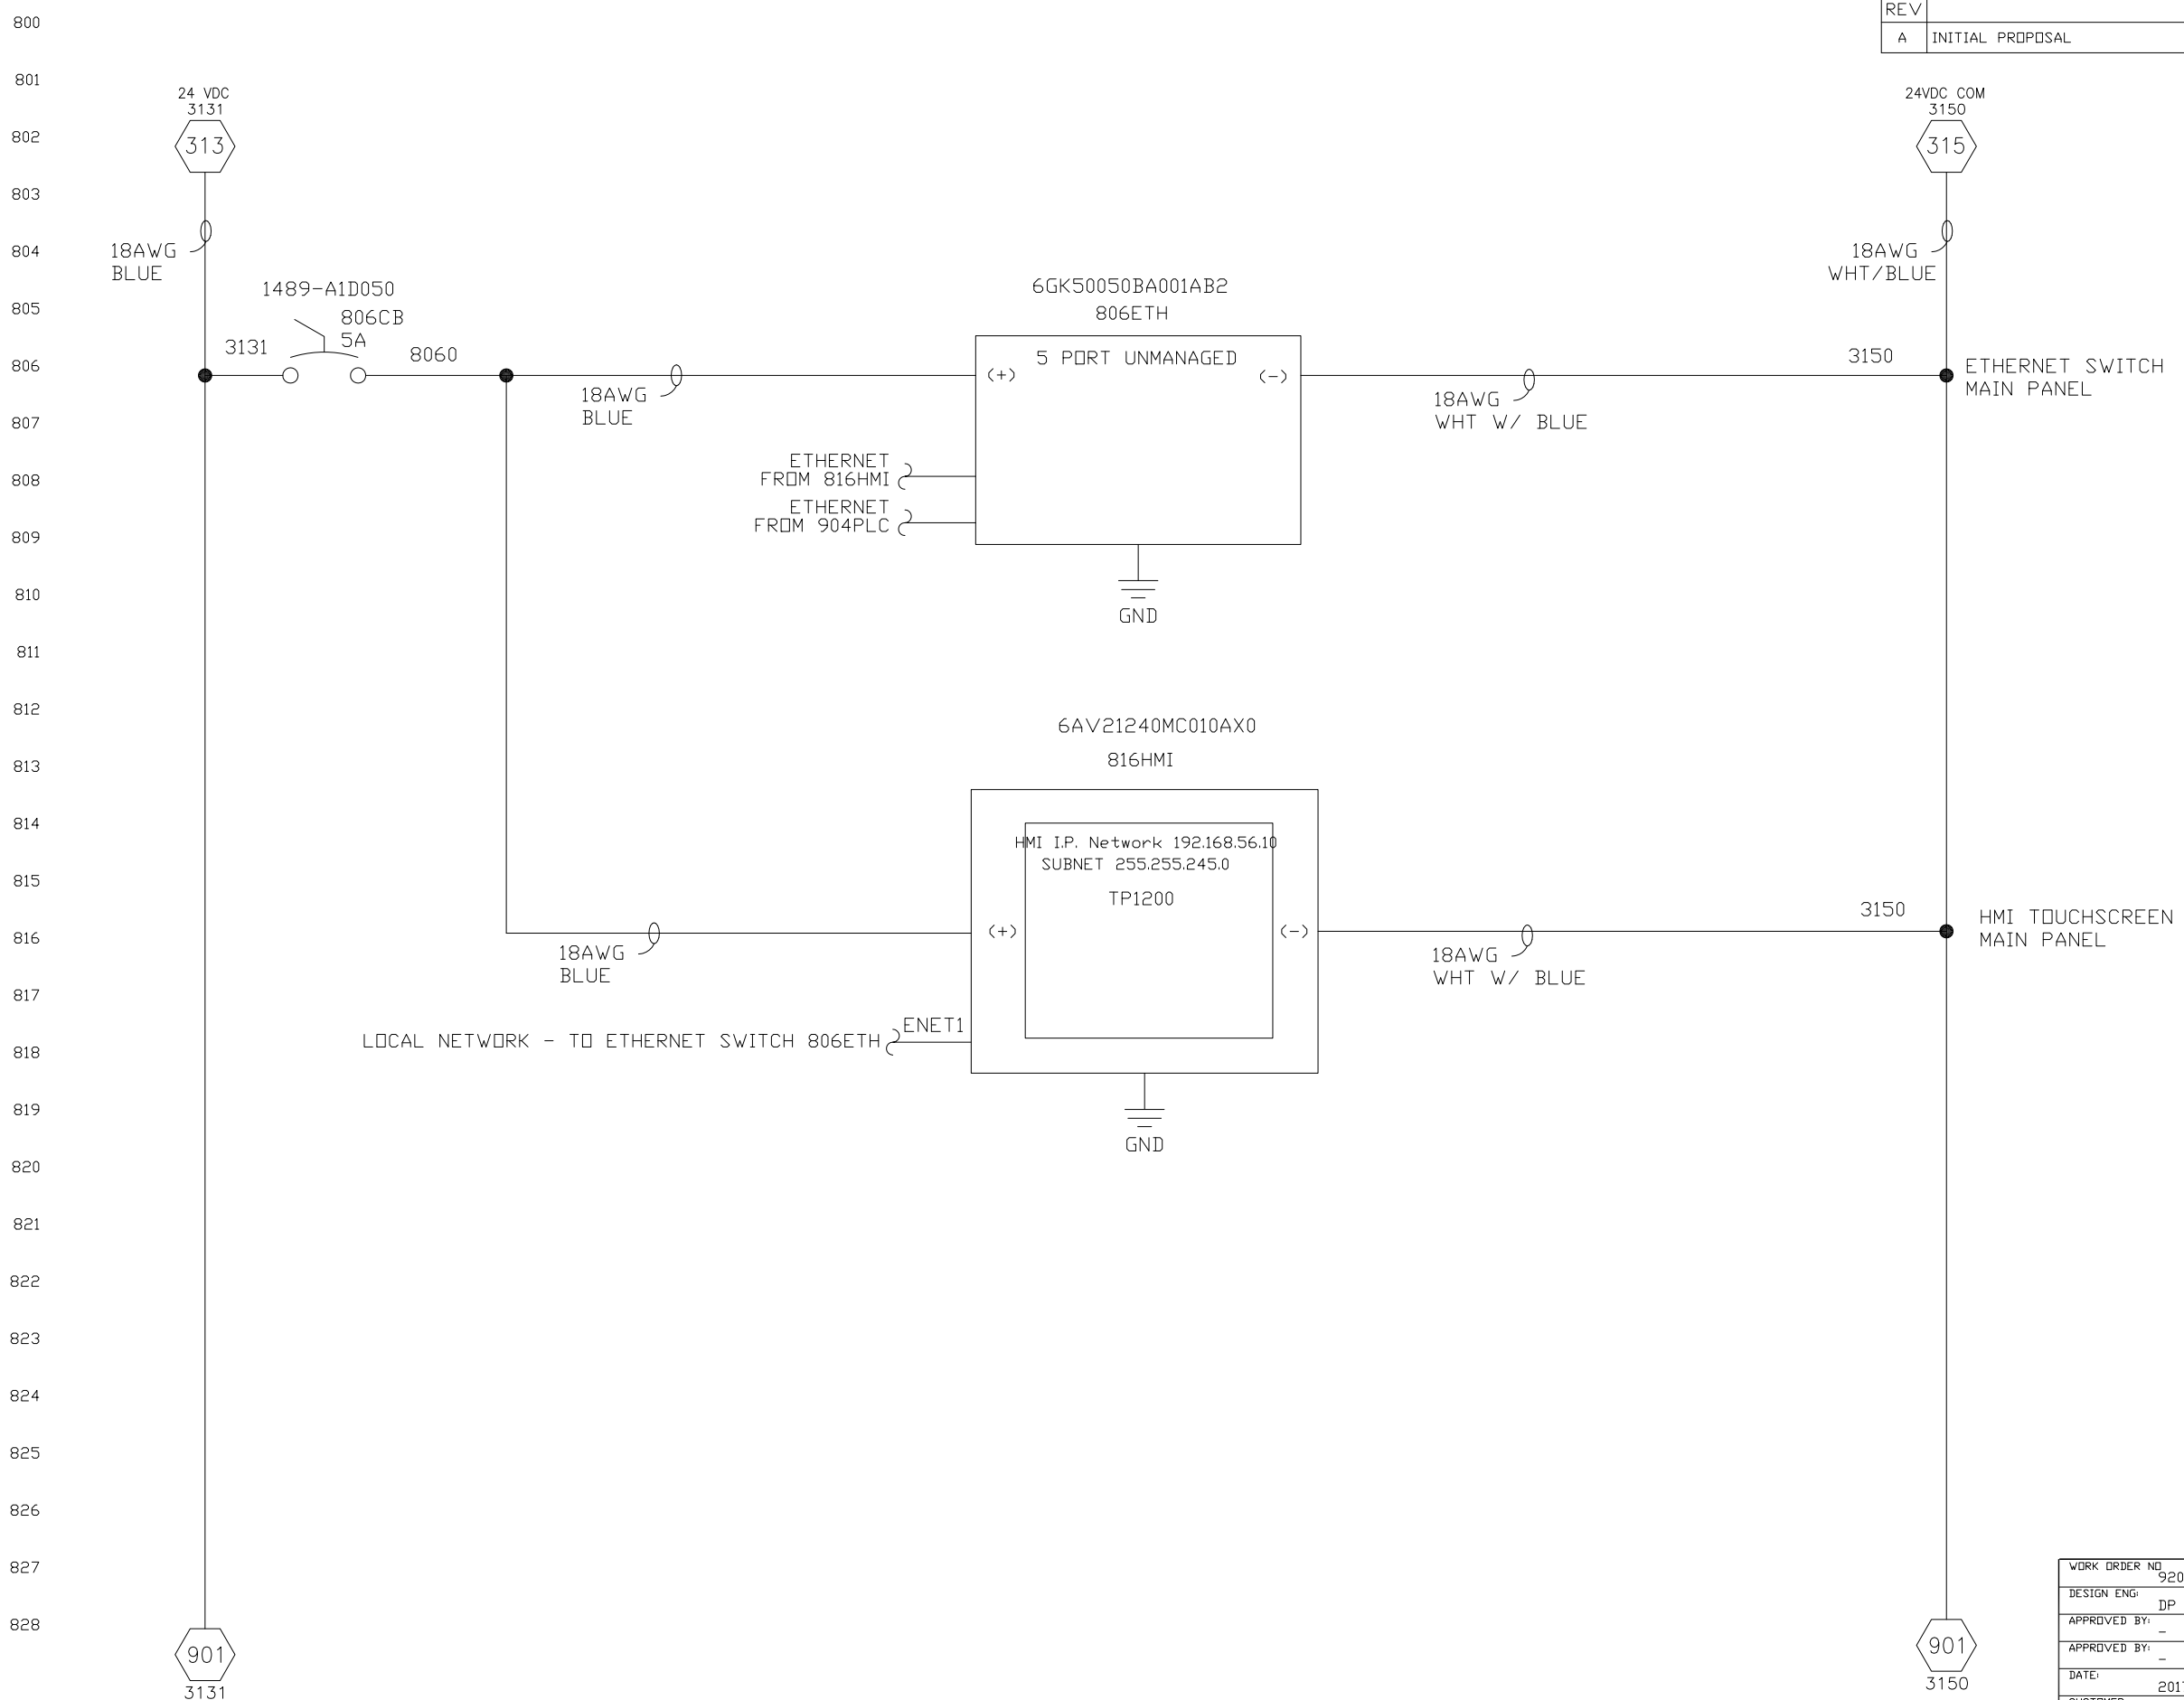 REV
A INITIAL PROPOSAL
800
801
802
803
804
805
806
807
808
809
810
811
812
813
814
815
816
817
818
819
820
821
822
823
824
825
826
827
828
24 VDC
3131
313
18AWG
BLUE
1489-A1D050
806CB
5A
3131
8060
18AWG
BLUE
6GK50050BA001AB2
806ETH
5 PORT UNMANAGED
(+)
(-)
ETHERNET
FROM 816HMI
ETHERNET
FROM 904PLC
GND
18AWG
WHT W/ BLUE
24VDC COM
3150
315
18AWG
WHT/BLUE
3150
ETHERNET SWITCH
MAIN PANEL
6AV21240MC010AX0
816HMI
HMI I.P. Network 192.168.56.10
SUBNET 255.255.245.0
TP1200
(+)
(-)
18AWG
BLUE
ENET1
LOCAL NETWORK - TO ETHERNET SWITCH 806ETH
GND
18AWG
WHT W/ BLUE
3150
HMI TOUCHSCREEN
MAIN PANEL
901
3131
901
3150
WORK ORDER NO
920
DESIGN ENG:
DP
APPROVED BY:
-
APPROVED BY:
-
DATE: